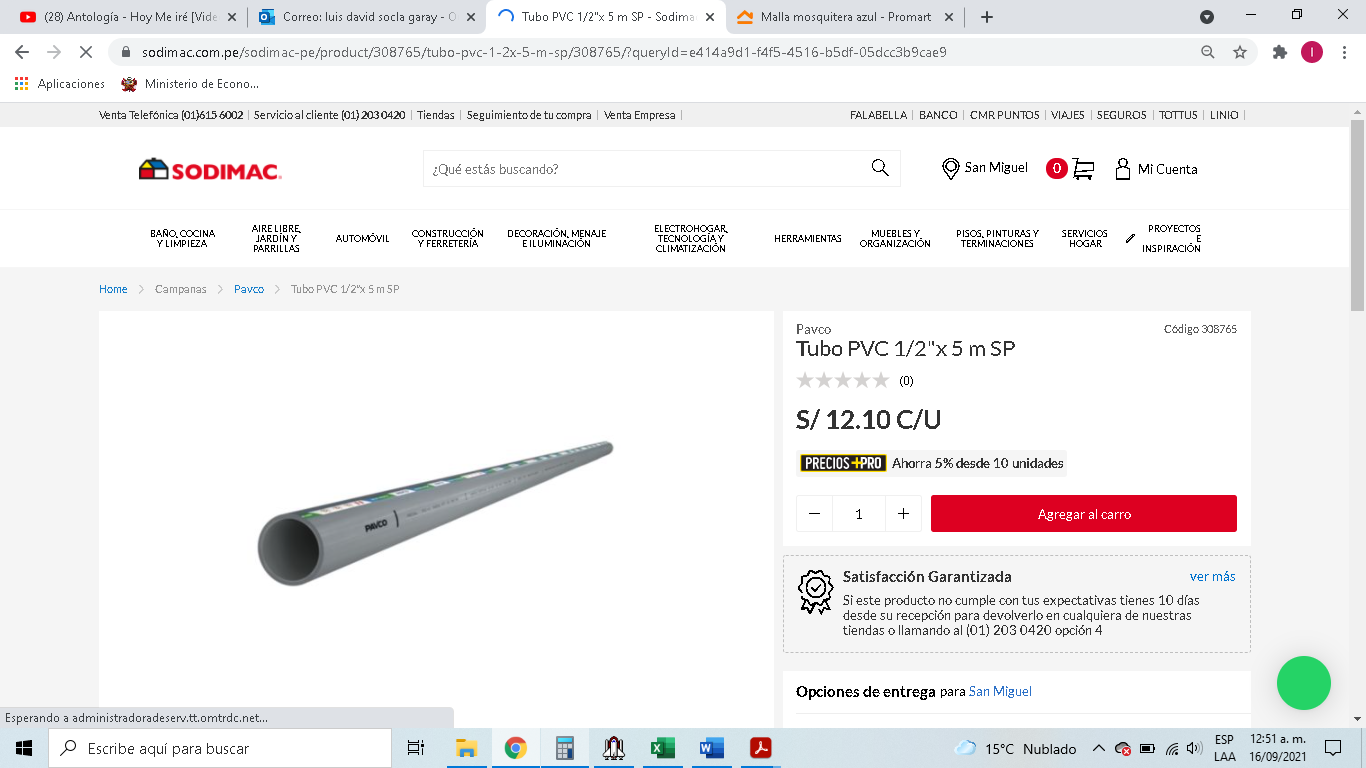 (28) Antología - Hoy Me iré [Vide
Correo: luis david socla garay - O
Tubo PVC 1/2"x 5 m SP - Sodima
Malla mosquitera azul - Promart
sodimac.com.pe/sodimac-pe/product/308765/tubo-pvc-1-2x-5-m-sp/308765/?queryId=e414a9d1-f4f5-4516-b5df-05dcc3b9cae9
I
Aplicaciones
Ministerio de Econo...
Venta Telefónica (01)615 6002
Servicio al cliente (01) 203 0420
Tiendas
Seguimiento de tu compra
Venta Empresa
FALABELLA
BANCO
CMR PUNTOS
VIAJES
SEGUROS
TOTTUS
LINIO
SODIMAC
¿Qué estás buscando?
San Miguel
0
Mi Cuenta
BAÑO, COCINA
Y LIMPIEZA
AIRE LIBRE,
JARDÍN Y
PARRILLAS
AUTOMÓVIL
CONSTRUCCIÓN
Y FERRETERÍA
DECORACIÓN, MENAJE
E ILUMINACIÓN
ELECTROHOGAR,
TECNOLOGÍA Y
CLIMATIZACIÓN
HERRAMIENTAS
MUEBLES Y
ORGANIZACIÓN
PISOS, PINTURAS Y
TERMINACIONES
SERVICIOS
HOGAR
PROYECTOS
E
INSPIRACIÓN
Home
Campanas
Pavco
Tubo PVC 1/2"x 5 m SP
PAVCO
Pavco
Código 308765
Tubo PVC 1/2"x 5 m SP
(0)
S/ 12.10 C/U
PRECIOS+PRO Ahorra 5% desde 10 unidades
1
Agregar al carro
Satisfacción Garantizada
ver más
Si este producto no cumple con tus expectativas tienes 10 días
desde su recepción para devolverlo en cualquiera de nuestras
tiendas o llamando al (01) 203 0420 opción 4
Opciones de entrega para San Miguel
Esperando a administradoradeserv.tt.omtrdc.net...
Escribe aquí para buscar
15°C Nublado
ESP
LAA
12:51 a. m.
16/09/2021